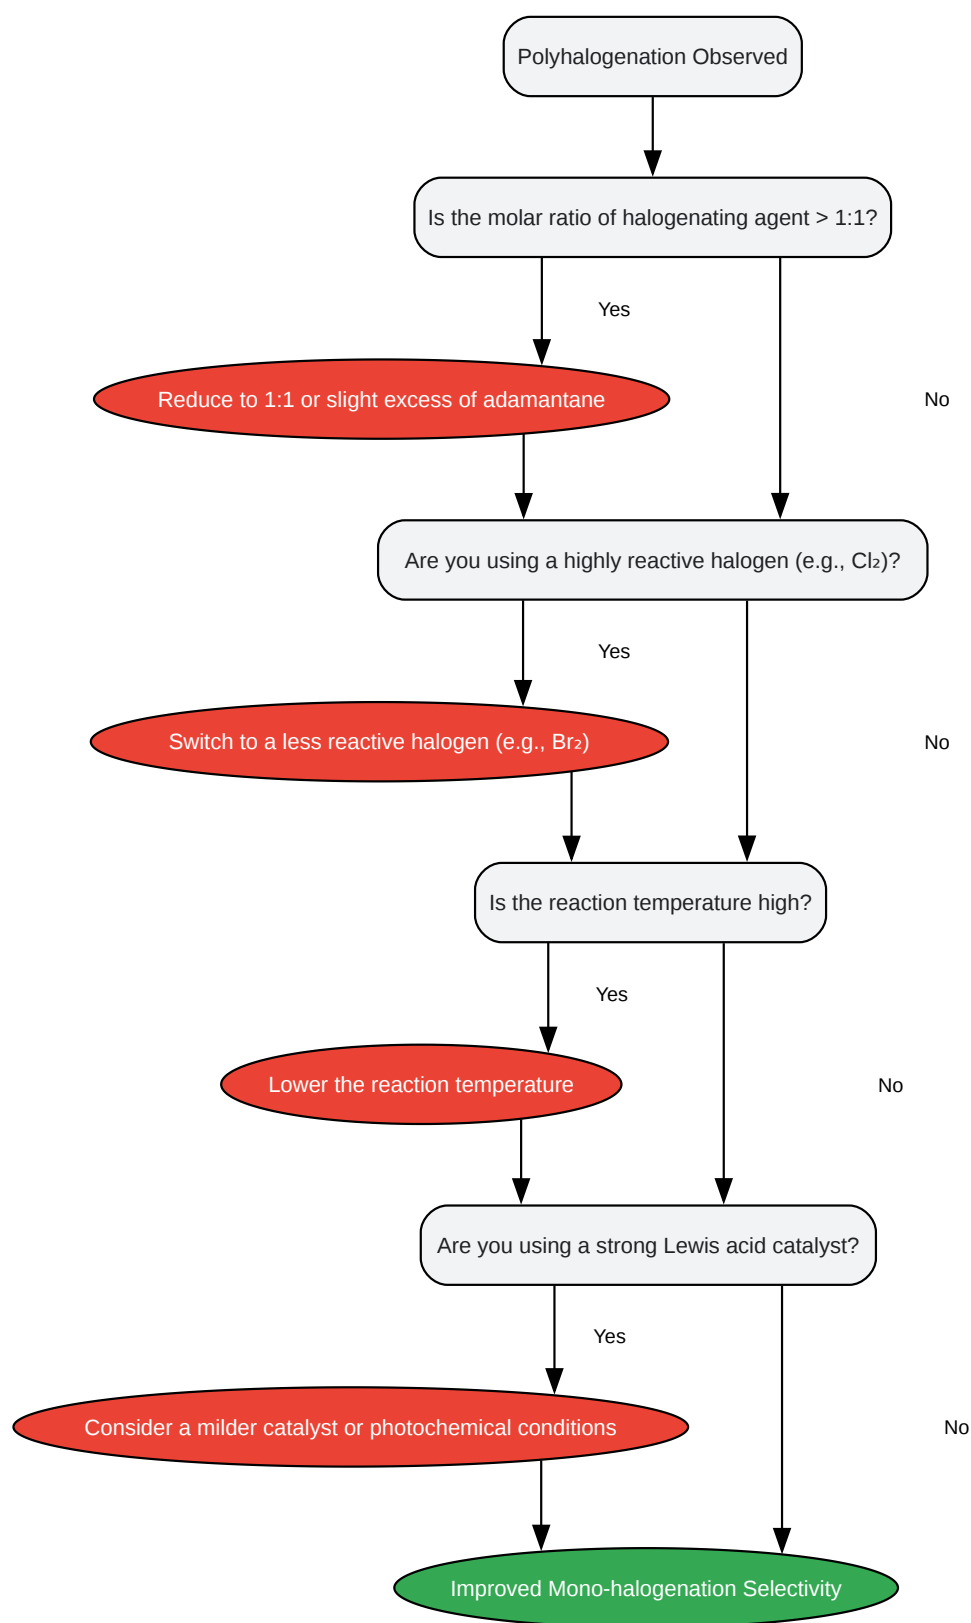 Polyhalogenation Observed
Is the molar ratio of halogenating agent > 1:1?
Yes
Reduce to 1:1 or slight excess of adamantane
No
Are you using a highly reactive halogen (e.g., Cl₂)?
Yes
Switch to a less reactive halogen (e.g., Br₂)
No
Is the reaction temperature high?
Yes
Lower the reaction temperature
No
Are you using a strong Lewis acid catalyst?
Yes
Consider a milder catalyst or photochemical conditions
No
Improved Mono-halogenation Selectivity